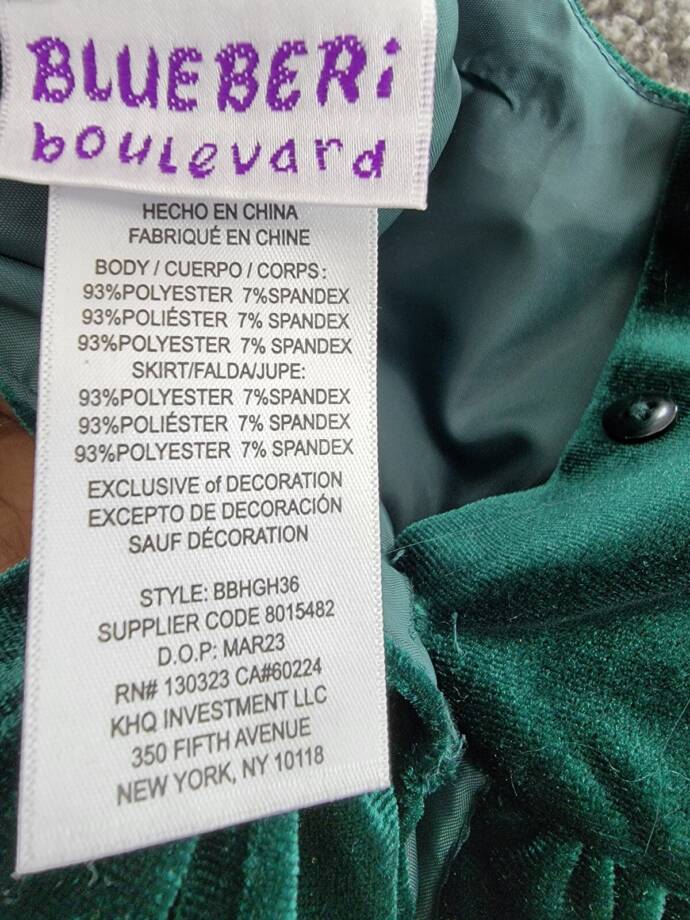 BLUEBERi
boulevard
HECHO EN CHINA
FABRIQUÉ EN CHINE
BODY / CUERPO / CORPS:
93%POLYESTER 7%SPANDEX
93%POLIÉSTER 7% SPANDEX
93%POLYESTER 7% SPANDEX
SKIRT/FALDA/JUPE:
93%POLYESTER 7% SPANDEX
93%POLIÉSTER 7% SPANDEX
93%POLYESTER 7% SPANDEX
EXCLUSIVE of DECORATION
EXCEPTO DE DECORACIÓN
SAUF DÉCORATION
STYLE: BBHGH36
SUPPLIER CODE 8015482
D.O.P: MAR23
RN# 130323 CA#60224
KHQ INVESTMENT LLC
350 FIFTH AVENUE
NEW YORK, NY 10118